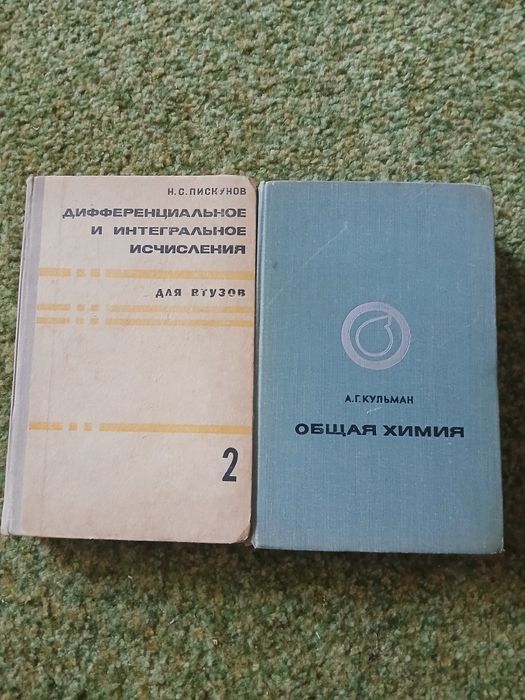 Н. С. ПИСКУНОВ
ДИФФЕРЕНЦИАЛЬНОЕ
И ИНТЕГРАЛЬНОЕ
ИСЧИСЛЕНИЯ
ДЛЯ ВТУЗОВ
2
А. Г. КУЛЬМАН
ОБЩАЯ ХИМИЯ